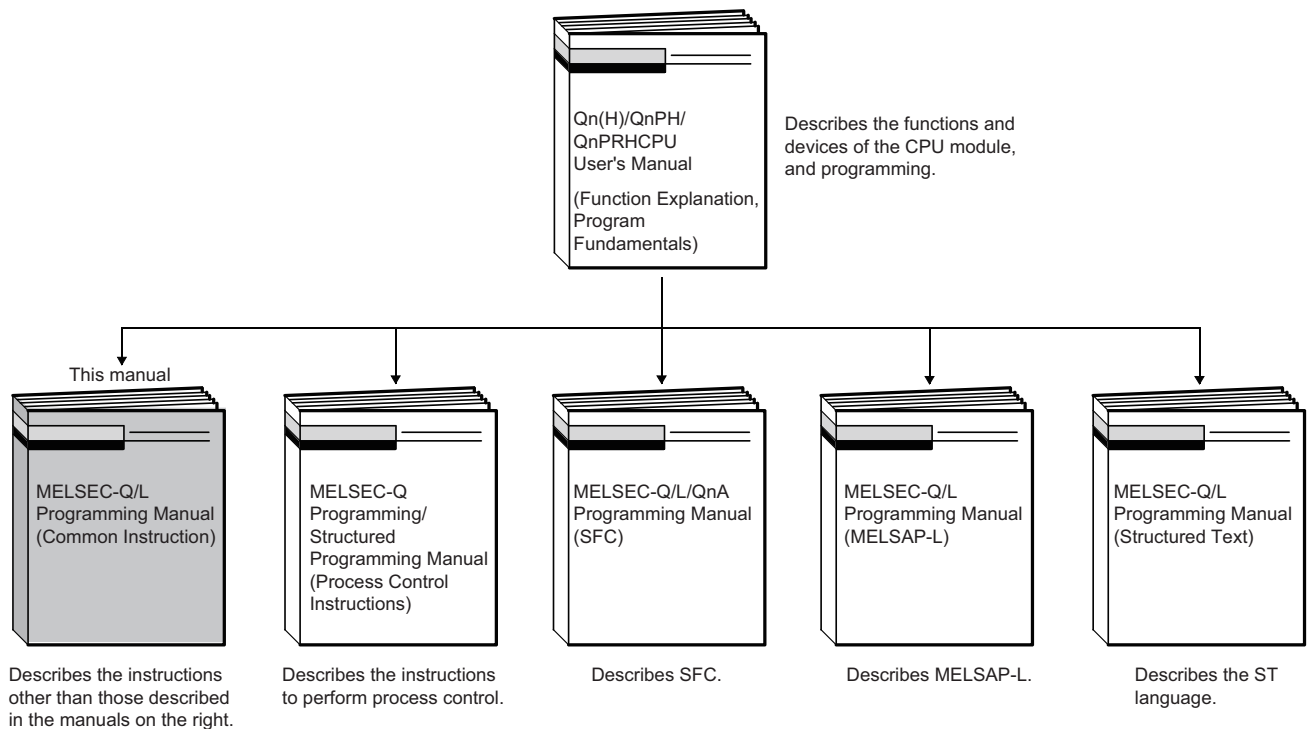 Qn(H)/QnPH/
QnPRHCPU
User's Manual
(Function Explanation,
Program
Fundamentals)
Describes the functions and
devices of the CPU module,
and programming.
This manual
MELSEC-Q/L
Programming Manual
(Common Instruction)
MELSEC-Q
Programming/
Structured
Programming Manual
(Process Control
Instructions)
MELSEC-Q/L/QnA
Programming Manual
(SFC)
MELSEC-Q/L
Programming Manual
(MELSAP-L)
MELSEC-Q/L
Programming Manual
(Structured Text)
Describes the instructions
other than those described
in the manuals on the right.
Describes the instructions
to perform process control.
Describes SFC.
Describes MELSAP-L.
Describes the ST
language.